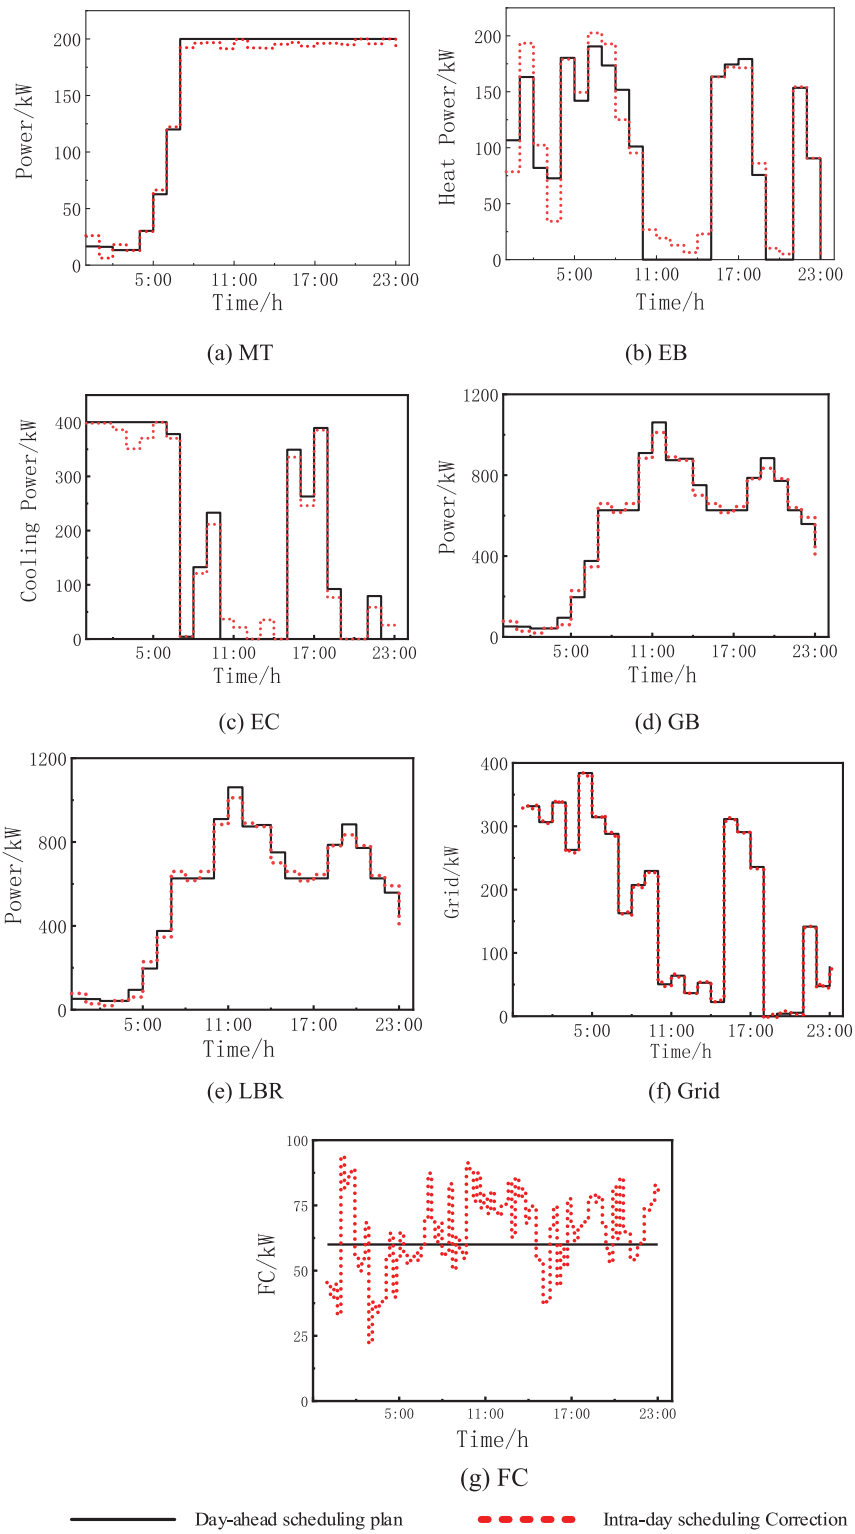 200
150
100
50
0
Power/kW
5:00 11:00 17:00 23:00
Time/h
(a) MT
200
150
100
50
0
Heat Power/kW
5:00 11:00 17:00 23:00
Time/h
(b) EB
400
300
200
100
0
Cooling Power/kW
5:00 11:00 17:00 23:00
Time/h
(c) EC
1200
800
400
0
Power/kW
5:00 11:00 17:00 23:00
Time/h
(d) GB
1200
800
400
0
Power/kW
5:00 11:00 17:00 23:00
Time/h
(e) LBR
400
300
200
100
0
Grid/kW
5:00 11:00 17:00 23:00
Time/h
(f) Grid
100
75
50
25
0
FC/kW
5:00 11:00 17:00 23:00
Time/h
(g) FC
Day-ahead scheduling plan Intra-day scheduling Correction